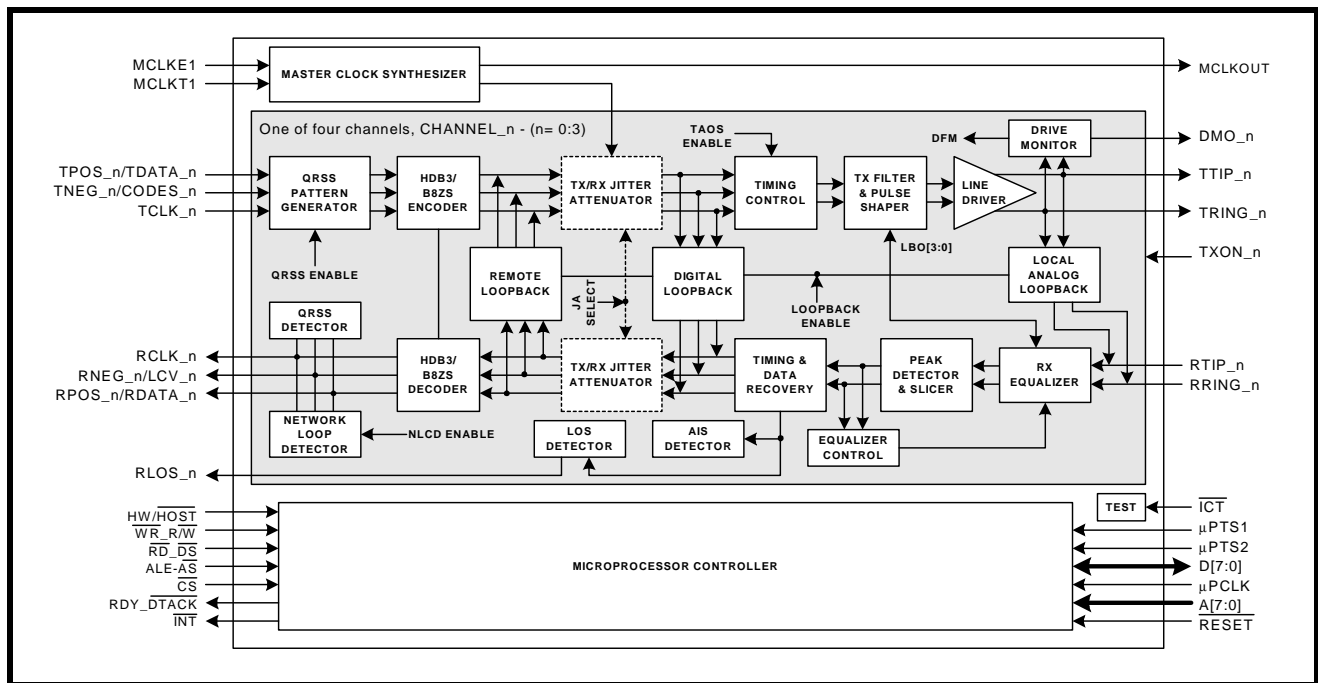 MCLKE1
MCLKT1
MASTER CLOCK SYNTHESIZER
MCLKOUT
One of four channels, CHANNEL_n - (n= 0:3)
TAOS
ENABLE
DFM
DRIVE
MONITOR
DMO_n
TPOS_n/TDATA_n
TNEG_n/CODES_n
TCLK_n
QRSS
PATTERN
GENERATOR
HDB3/
B8ZS
ENCODER
TX/RX JITTER
ATTENUATOR
TIMING
CONTROL
TX FILTER
& PULSE
SHAPER
LINE
DRIVER
TTIP_n
TRING_n
TXON_n
QRSS ENABLE
REMOTE
LOOPBACK
JA
SELECT
DIGITAL
LOOPBACK
LOOPBACK
ENABLE
LBO[3:0]
LOCAL
ANALOG
LOOPBACK
QRSS
DETECTOR
RCLK_n
RNEG_n/LCV_n
RPOS_n/RDATA_n
HDB3/
B8ZS
DECODER
TX/RX JITTER
ATTENUATOR
TIMING &
DATA
RECOVERY
PEAK
DETECTOR
& SLICER
RX
EQUALIZER
RTIP_n
RRING_n
NETWORK
LOOP
DETECTOR
NLCD ENABLE
LOS
DETECTOR
AIS
DETECTOR
EQUALIZER
CONTROL
RLOS_n
TEST
ICT
HW/HOST
WR_R/W
RD_DS
ALE-AS
CS
RDY_DTACK
INT
MICROPROCESSOR CONTROLLER
µPTS1
µPTS2
D[7:0]
µPCLK
A[7:0]
RESET